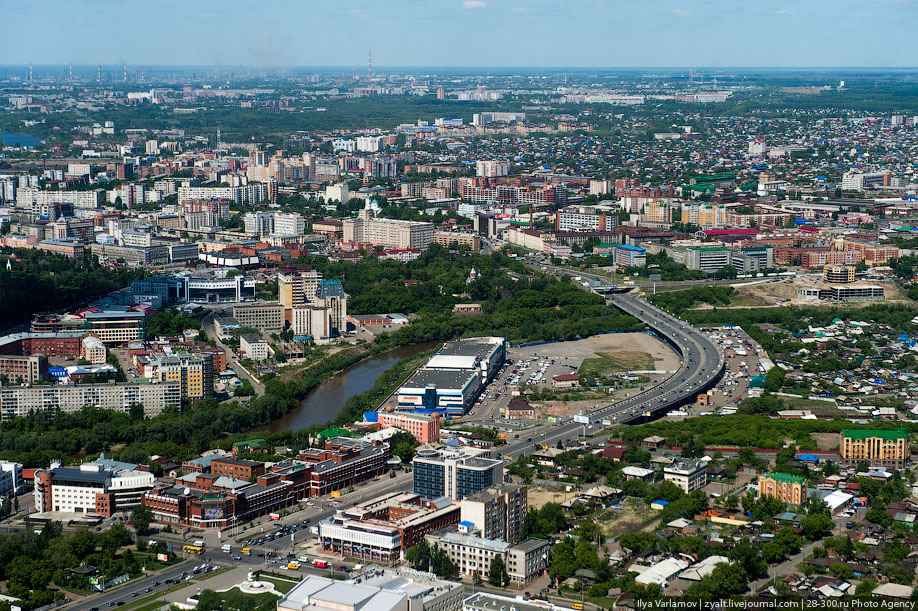 Ilya Varlamov | zyalt.livejournal.com | 28-300.ru Photo Agency